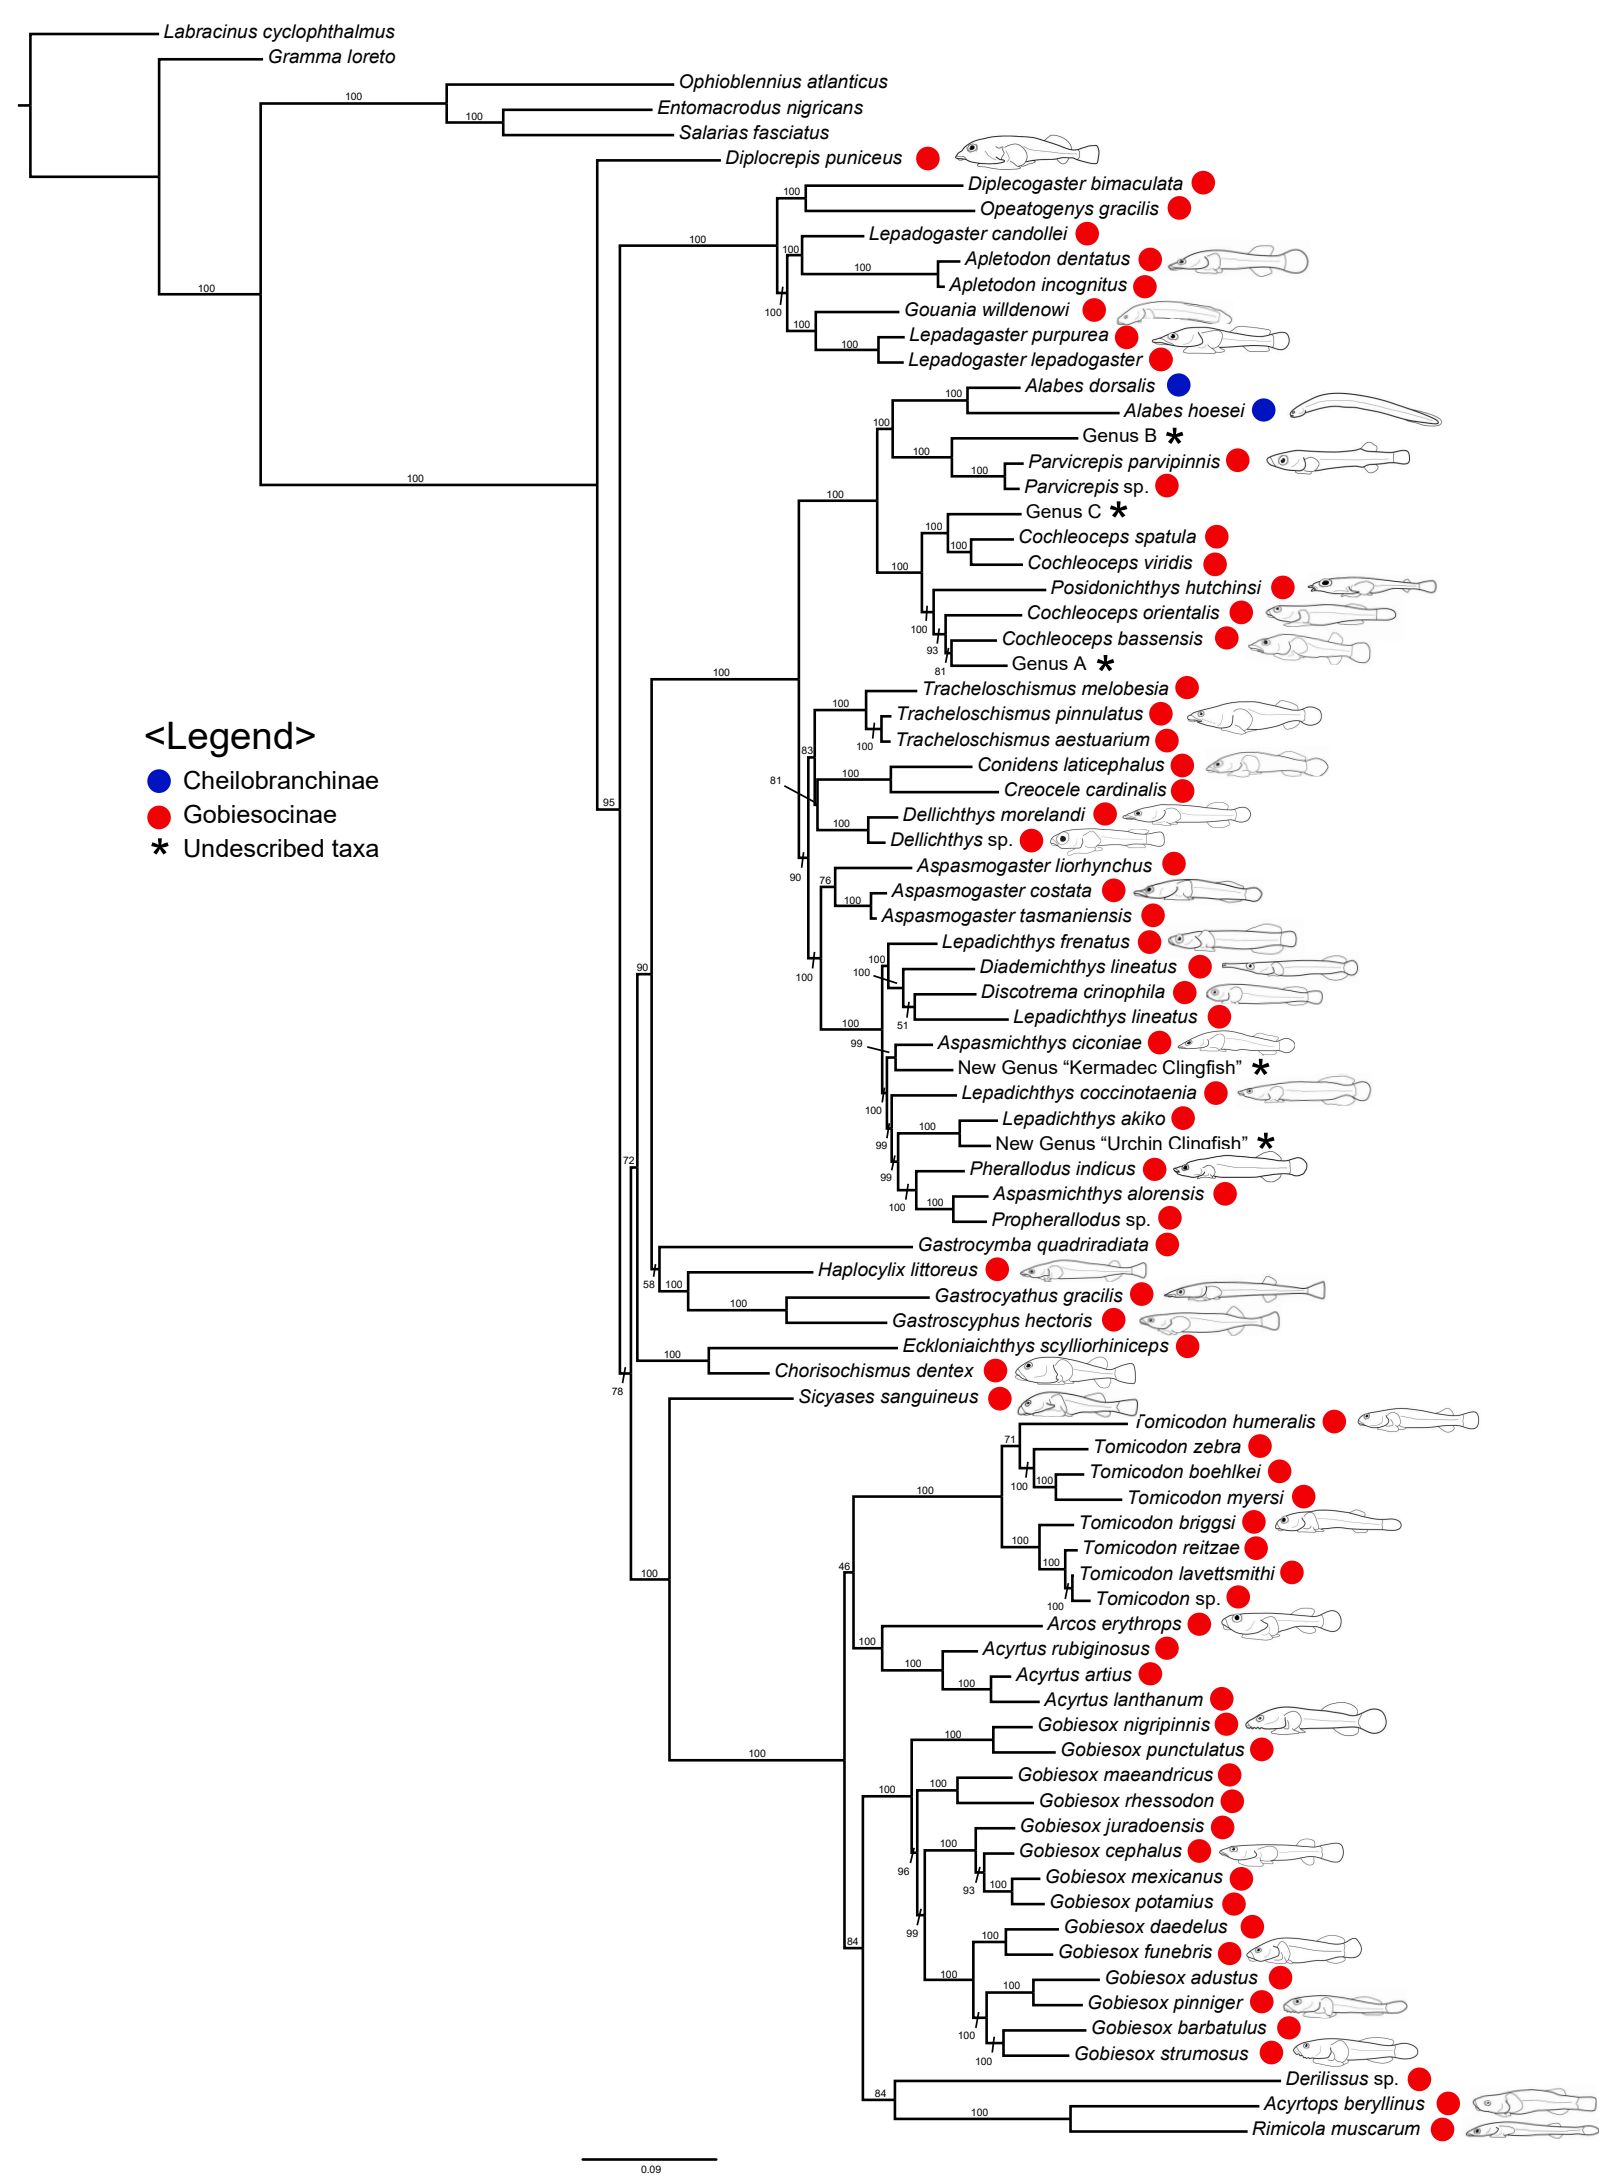 Labracinus cyclophthalmus
Gramma loreto
Ophioblennius atlanticus
100
Entomacrodus nigricans
100
Salarias fasciatus
Diplocrepis puniceus
Diplecogaster bimaculata
100
Opeatogenys gracilis
Lepadogaster candollei
100
100
Apletodon dentatus
100
Apletodon incognitus
100
100
Gouania willdenowi
100
Lepadagaster purpurea
100
Lepadogaster lepadogaster
Alabes dorsalis
100
Alabes hoesei
100
Genus B *
100
Parvicrepis parvipinnis
100
Parvicrepis sp.
100
100
100
Genus C *
100
Cochleoceps spatula
100
Cochleoceps viridis
100
Posidonichthys hutchinsi
Cochleoceps orientalis
100
Cochleoceps bassensis
93
Genus A *
81
100
Tracheloschismus melobesia
100
Tracheloschismus pinnulatus
100
Tracheloschismus aestuarium
83
Conidens laticephalus
81
100
Creocele cardinalis
Dellichthys morelandi
100
Dellichthys sp.
<Legend>
Cheilobranchinae
Gobiesocinae
* Undescribed taxa
95
90
Aspasmogaster liorhynchus
76
Aspasmogaster costata
100
Aspasmogaster tasmaniensis
Lepadichthys frenatus
100
90
100
100
Diademichthys lineatus
Discotrema crinophila
51
Lepadichthys lineatus
100
Aspasmichthys ciconiae
99
New Genus “Kermadec Clingfish” *
Lepadichthys coccinotaenia
100
Lepadichthys akiko
100
New Genus “Urchin Clingfish” *
99
72
Pherallodus indicus
99
Aspasmichthys alorensis
100
100
Propherallodus sp.
Gastrocymba quadriradiata
Haplocylix littoreus
58
100
Gastrocyathus gracilis
100
Gastroscyphus hectoris
Eckloniaichthys scylliorhiniceps
100
Chorisochismus dentex
78
Sicyases sanguineus
Tomicodon humeralis
71
Tomicodon zebra
Tomicodon boehlkei
100
100
100
Tomicodon myersi
Tomicodon briggsi
100
Tomicodon reitzae
100
46
100
Tomicodon lavettsmithi
Tomicodon sp.
100
Arcos erythrops
100
Acyrtus rubiginosus
100
Acyrtus artius
100
Acyrtus lanthanum
Gobiesox nigripinnis
100
Gobiesox punctulatus
100
Gobiesox maeandricus
100
100
Gobiesox rhessodon
Gobiesox juradoensis
100
Gobiesox cephalus
96
Gobiesox mexicanus
93
100
Gobiesox potamius
Gobiesox daedelus
99
100
84
Gobiesox funebris
100
Gobiesox adustus
100
Gobiesox pinniger
Gobiesox barbatulus
100
Gobiesox strumosus
100
Derilissus sp.
84
Acyrtops beryllinus
100
Rimicola muscarum
0.09